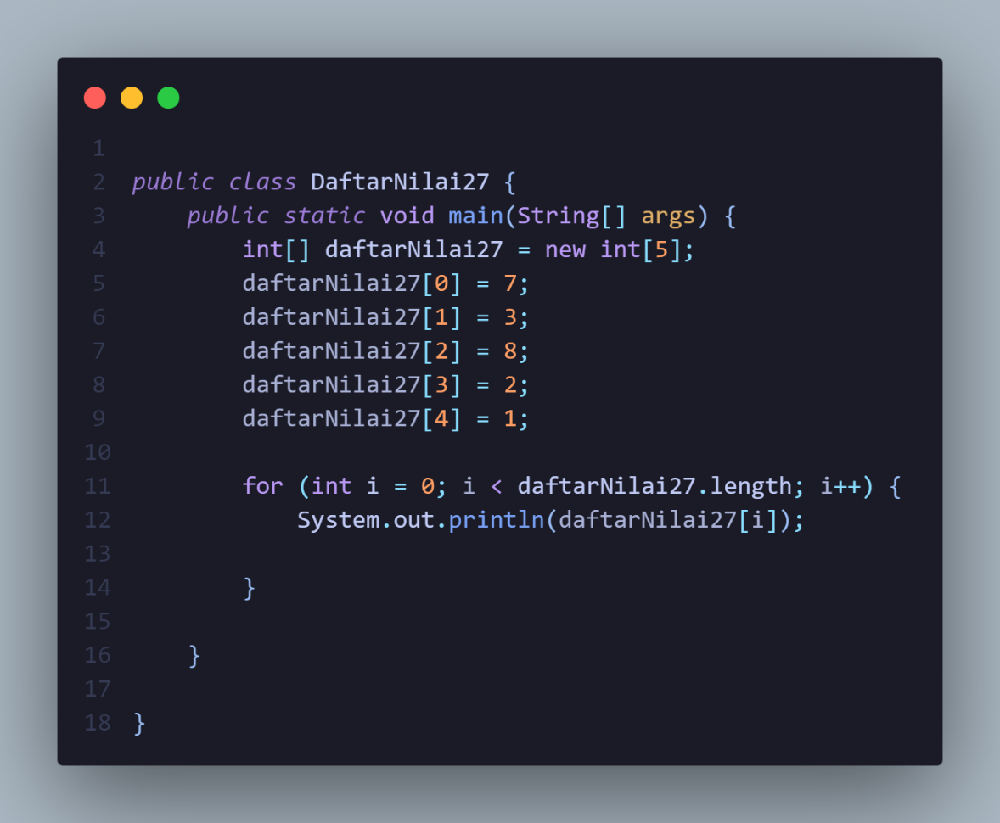 1
2 public class DaftarNilai27 {
3     public static void main(String[] args) {
4         int[] daftarNilai27 = new int[5];
5         daftarNilai27[0] = 7;
6         daftarNilai27[1] = 3;
7         daftarNilai27[2] = 8;
8         daftarNilai27[3] = 2;
9         daftarNilai27[4] = 1;
10
11         for (int i = 0; i < daftarNilai27.length; i++) {
12             System.out.println(daftarNilai27[i]);
13
14         }
15
16     }
17
18 }